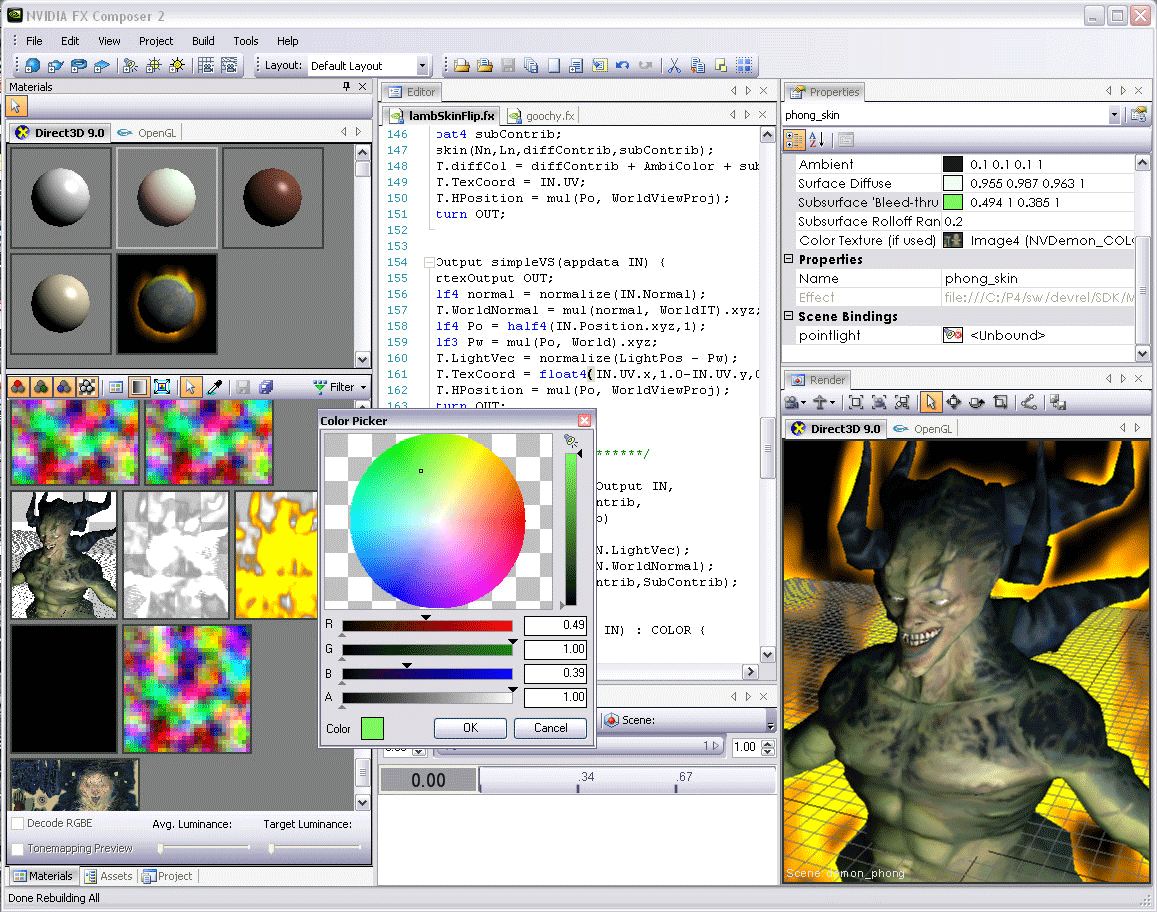 NVIDIA FX Composer 2
File Edit View Project Build Tools Help
Layout: Default Layout
Materials
Direct3D 9.0 OpenGL
Filter
Decode RGBE Avg. Luminance: Target Luminance:
Tonemapping Preview
Materials Assets Project
Done Rebuilding All
Editor
lambSkinFlip.fx goochy.fx
146 oat4 subContrib;
147 skin(Nn,Ln,diffContrib,subContrib);
148 T.diffCol = diffContrib + AmbiColor + sub
149 T.TexCoord = IN.UV;
150 T.HPosition = mul(Po, WorldViewProj);
151 turn OUT;
152
153
154 Output simpleVS(appdata IN) {
155 rtexOutput OUT;
156 lf4 normal = normalize(IN.Normal);
157 T.WorldNormal = mul(normal, WorldIT).xyz;
158 lf4 Po = half4(IN.Position.xyz,1);
159 lf3 Pw = mul(Po, World).xyz;
160 T.LightVec = normalize(LightPos - Pw);
161 T.TexCoord = float4(IN.UV.x,1.0-IN.UV.y,0
162 T.HPosition = mul(Po, WorldViewProj);
163 turn OUT;
******/
Output IN,
ntrib,
)
N.LightVec);
N.WorldNormal);
ntrib,SubContrib);
IN) : COLOR {
Color Picker
R 0.49
G 1.00
B 0.39
A 1.00
Color OK Cancel
Scene:
0.00 1 1.00
0.00 .34 .67
Properties
phong_skin
Ambient 0.1 0.1 0.1 1
Surface Diffuse 0.955 0.987 0.963 1
Subsurface 'Bleed-thru 0.494 1 0.385 1
Subsurface Rolloff Ran 0.2
Color Texture (if used) Image4 (NVDemon_COLO
Properties
Name phong_skin
Effect file:///C:/P4/sw/devrel/SDK/M
Scene Bindings
pointlight <Unbound>
Render
Direct3D 9.0 OpenGL
Scene: demon_phong